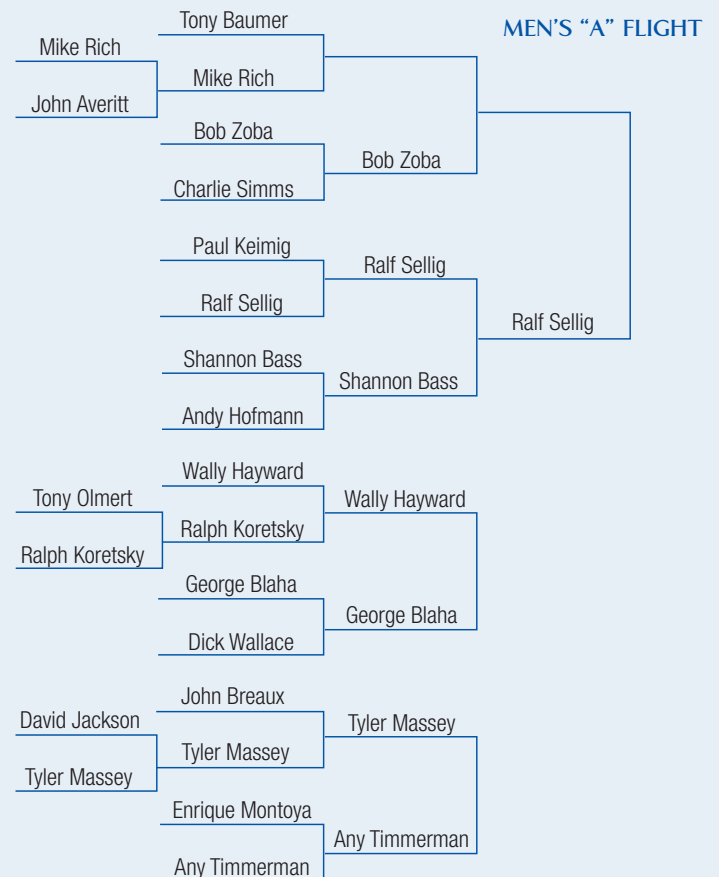 MEN'S “A” FLIGHT
Tony Baumer
Mike Rich
Mike Rich
John Averitt
Bob Zoba
Bob Zoba
Charlie Simms
Paul Keimig
Ralf Sellig
Ralf Sellig
Ralf Sellig
Shannon Bass
Shannon Bass
Andy Hofmann
Wally Hayward
Tony Olmert
Wally Hayward
Ralph Koretsky
Ralph Koretsky
George Blaha
George Blaha
Dick Wallace
John Breaux
David Jackson
Tyler Massey
Tyler Massey
Tyler Massey
Enrique Montoya
Any Timmerman
Any Timmerman